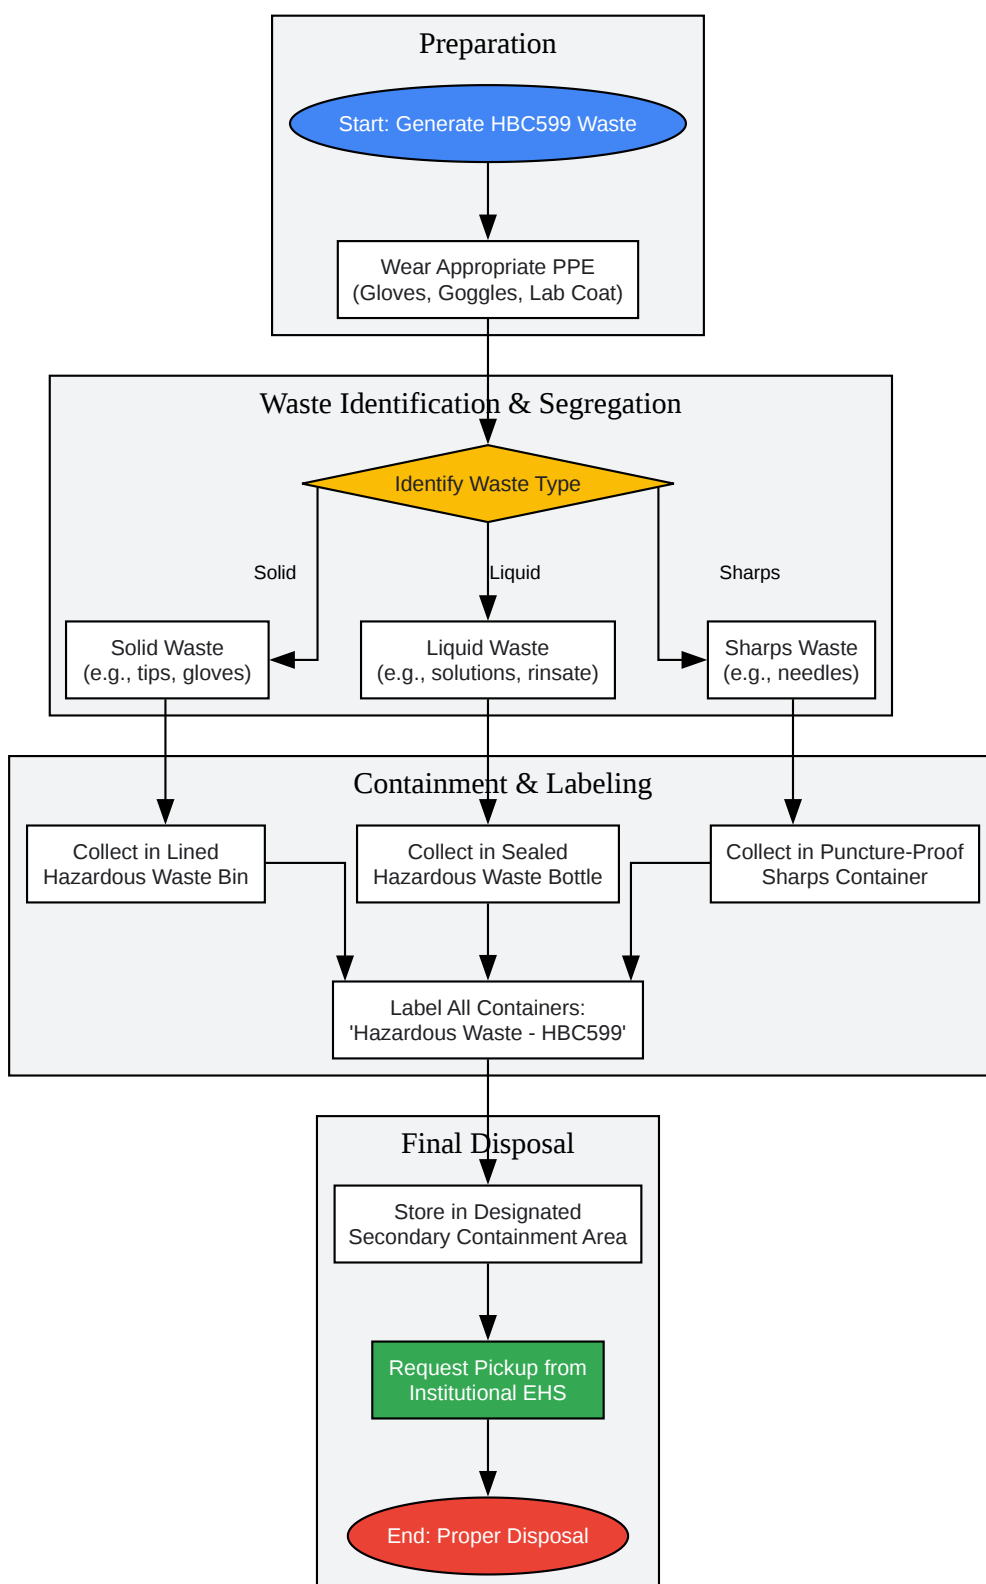 Preparation
Start: Generate HBC599 Waste
Wear Appropriate PPE
(Gloves, Goggles, Lab Coat)
Waste Identification & Segregation
Identify Waste Type
Solid
Liquid
Sharps
Solid Waste
(e.g., tips, gloves)
Liquid Waste
(e.g., solutions, rinsate)
Sharps Waste
(e.g., needles)
Containment & Labeling
Collect in Lined
Hazardous Waste Bin
Collect in Sealed
Hazardous Waste Bottle
Collect in Puncture-Proof
Sharps Container
Label All Containers:
'Hazardous Waste - HBC599'
Final Disposal
Store in Designated
Secondary Containment Area
Request Pickup from
Institutional EHS
End: Proper Disposal